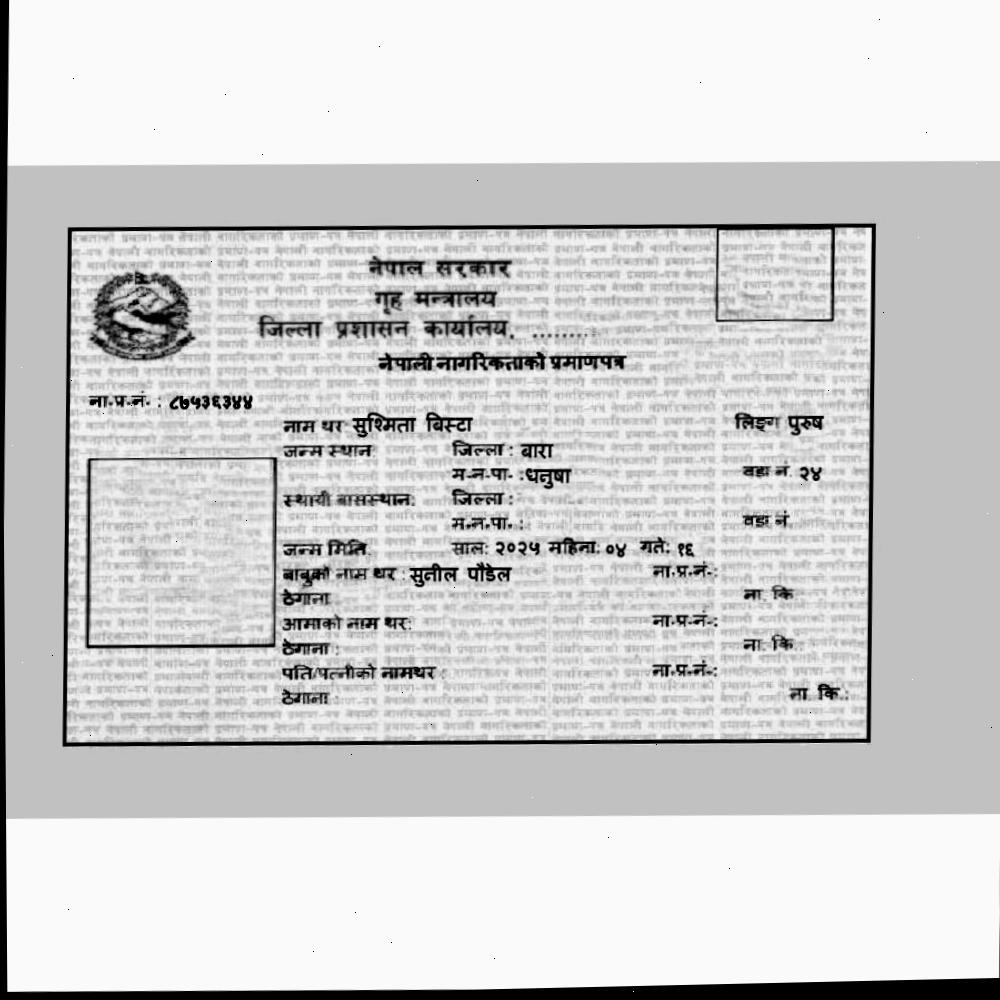 नेपाल सरकार
गृह मन्त्रालय
जिल्ला प्रशासन कार्यालय, .........
नेपाली नागरिकताको प्रमाणपत्र
ना.प्र.नं. : ८७५३६३४४
नाम थर सुश्मिता बिस्टा लिङ्ग पुरुष
जन्म स्थान: जिल्ला : बारा
म.न.पा. :धनुषा वडा नं. २४
स्थायी बासस्थान: जिल्ला :
म.न.पा. : वडा नं
जन्म मिति: साल: २०२५ महिना: ०४ गते: १६
बाबुको नाम थर : सुतील पौडेल ना.प्र.नं.:
ठेगाना ना. कि
आमाको नाम थर: ना.प्र.नं.:
ठेगाना : ना. कि :
पति/पत्नीको नामथर : ना.प्र.नं.:
ठेगाना : ना. कि.: